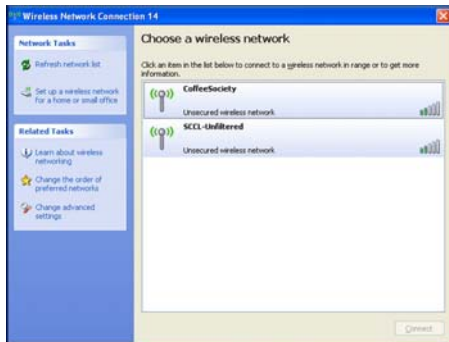 Wireless Network Connection 14
Network Tasks
Refresh network list
Set up a wireless network
for a home or small office
Related Tasks
Learn about wireless
networking
Change the order of
preferred networks
Change advanced
settings
Choose a wireless network
Click an item in the list below to connect to a wireless network in range or to get more
information.
CoffeeSociety
Unsecured wireless network
SCCL-Unfiltered
Unsecured wireless network
Connect